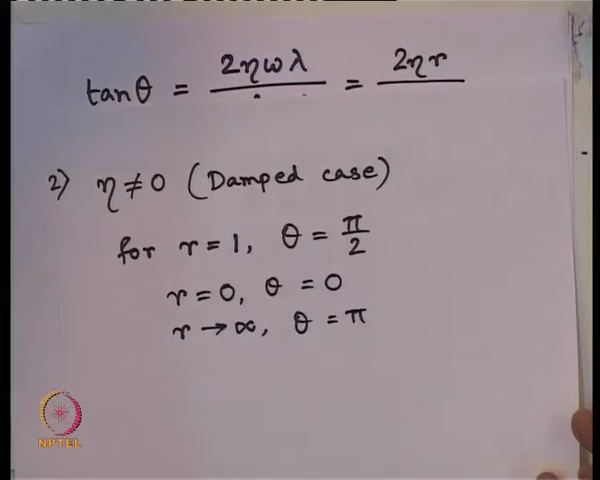 tanθ = 2ηωλ / = 2ηr /
2) η ≠ 0 (Damped case)
for r = 1, θ = π/2
r = 0, θ = 0
r → ∞, θ = π
NPTEL